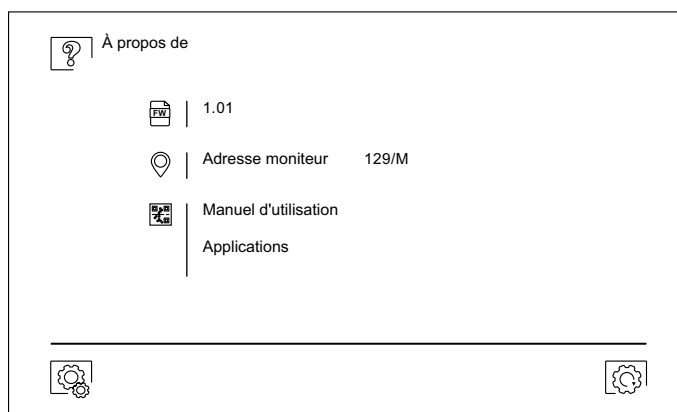 À propos de
FW
1.01
Adresse moniteur 129/M
Manuel d'utilisation
Applications